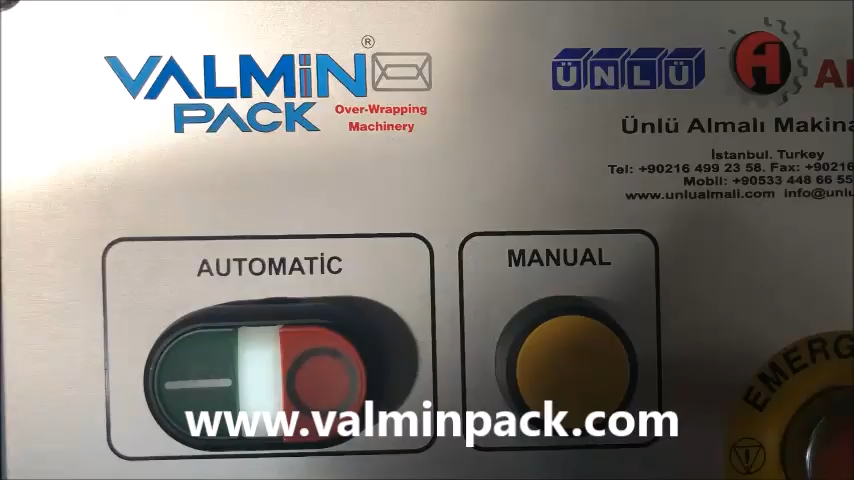 VALMiN®
PACK
Over-Wrapping
Machinery
ÜNLÜ
Ünlü Almalı Makina
İstanbul. Turkey
Tel: +90216 499 23 58. Fax: +90216
Mobil: +90533 448 66 55
www.unlualmali.com info@unlu
AUTOMATİC
MANUAL
EMERG
www.valminpack.com